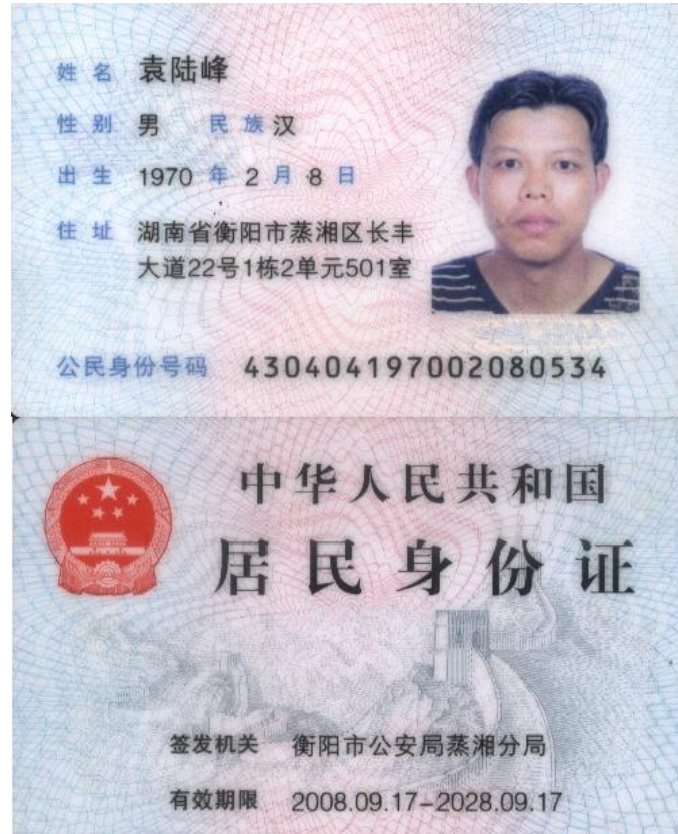 姓名 袁陆峰
性别 男 民族 汉
出生 1970 年 2 月 8 日
住址 湖南省衡阳市蒸湘区长丰
大道22号1栋2单元501室
公民身份号码 430404197002080534
中华人民共和国
居民身份证
签发机关 衡阳市公安局蒸湘分局
有效期限 2008.09.17-2028.09.17